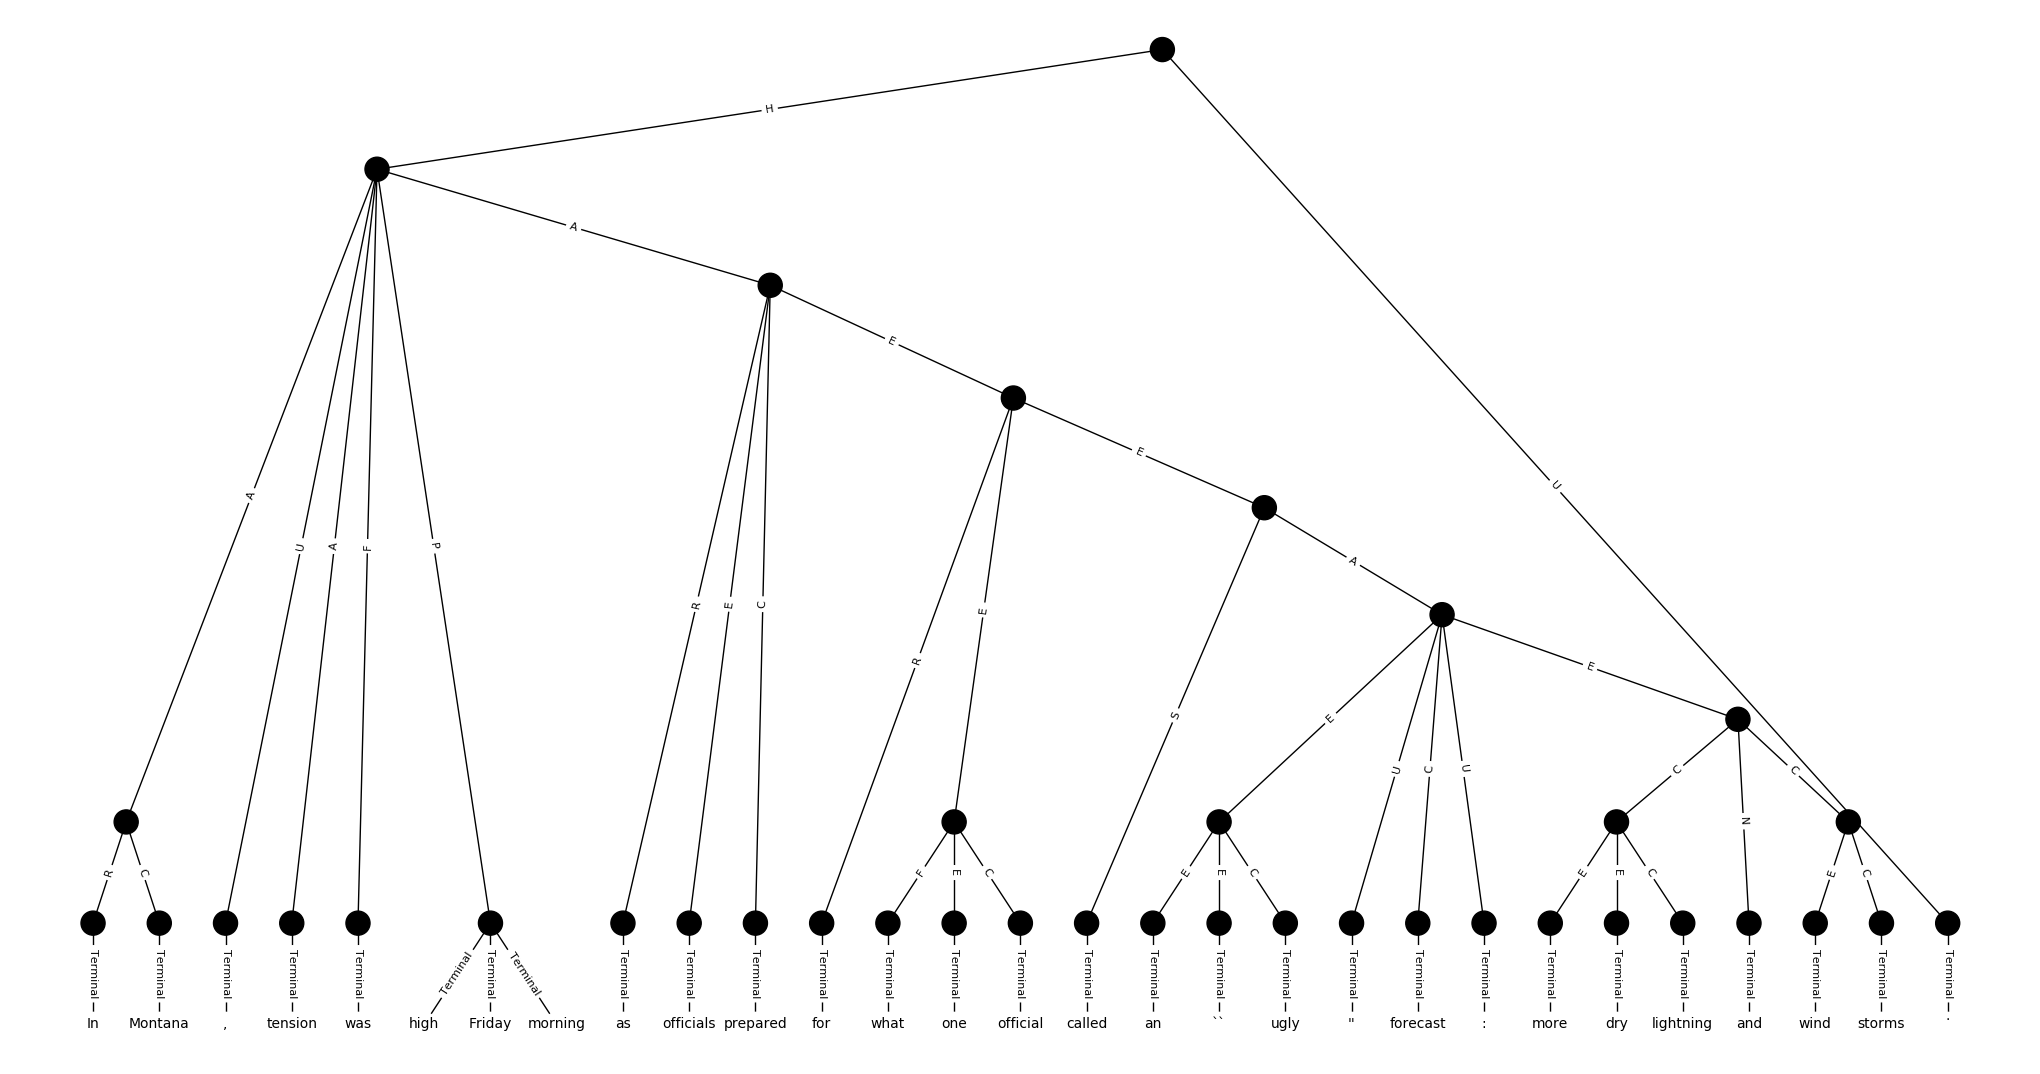 H
A
E
E
A U A F P
R E C
R E
S A
U
E U C U E
C N C
R C F E C E E C E E C E C
Terminal Terminal Terminal Terminal Terminal Terminal Terminal Terminal Terminal Terminal Terminal Terminal Terminal Terminal Terminal Terminal Terminal Terminal Terminal Terminal Terminal Terminal Terminal Terminal Terminal Terminal Terminal Terminal Terminal
In Montana , tension was high Friday morning as officials prepared for what one official called an `` ugly " forecast : more dry lightning and wind storms .